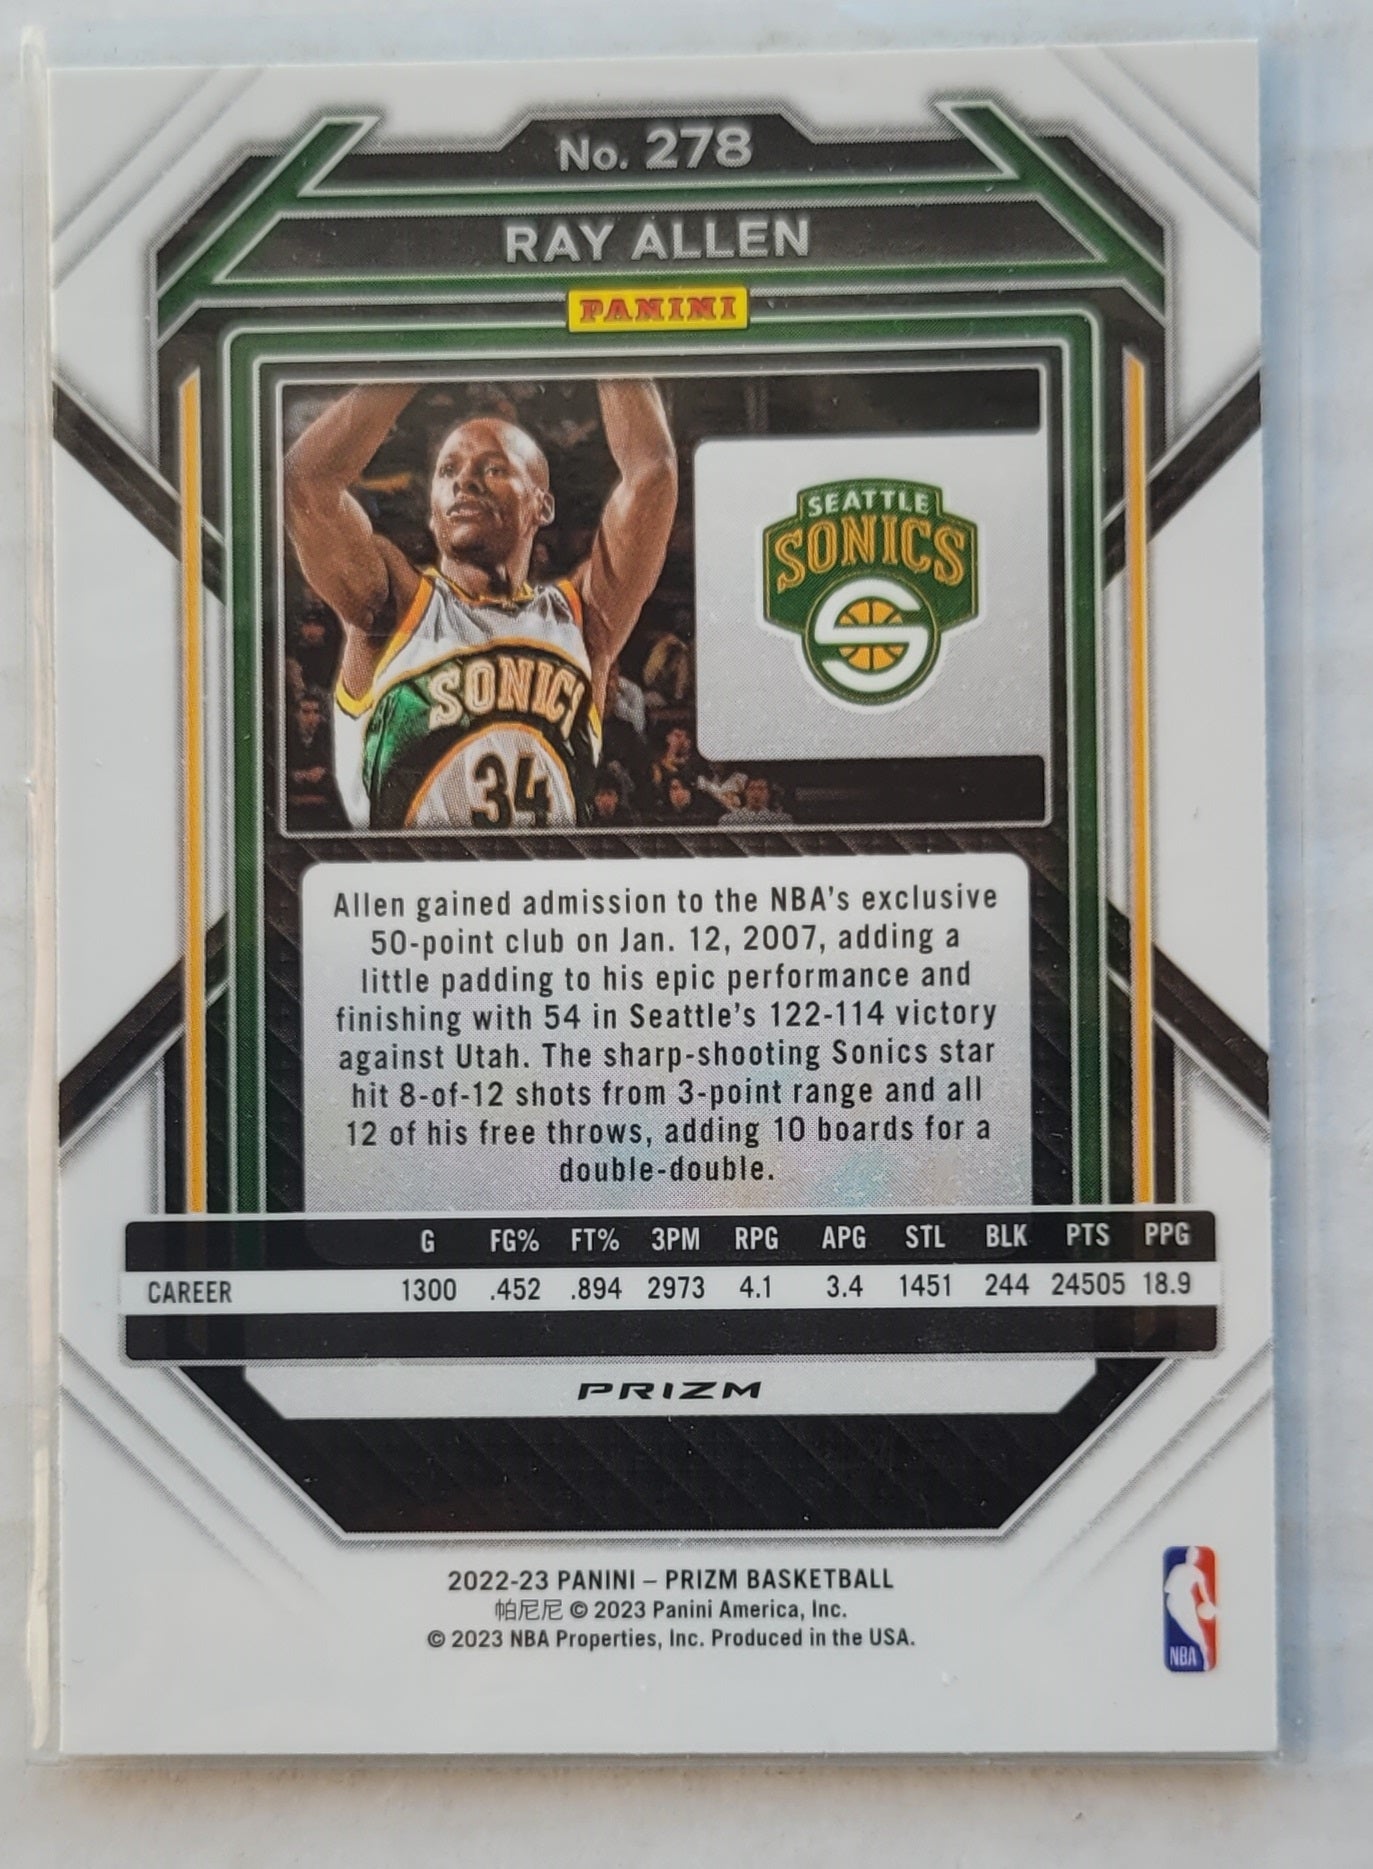 No. 278
RAY ALLEN
PANINI
SEATTLE
SONICS
S
SONICS
34
Allen gained admission to the NBA's exclusive
50-point club on Jan. 12, 2007, adding a
little padding to his epic performance and
finishing with 54 in Seattle's 122-114 victory
against Utah. The sharp-shooting Sonics star
hit 8-of-12 shots from 3-point range and all
12 of his free throws, adding 10 boards for a
double-double.
G FG% FT% 3PM RPG APG STL BLK PTS PPG
CAREER 1300 .452 .894 2973 4.1 3.4 1451 244 24505 18.9
PRIZM
2022-23 PANINI – PRIZM BASKETBALL
帕尼尼 © 2023 Panini America, Inc.
© 2023 NBA Properties, Inc. Produced in the USA.
NBA